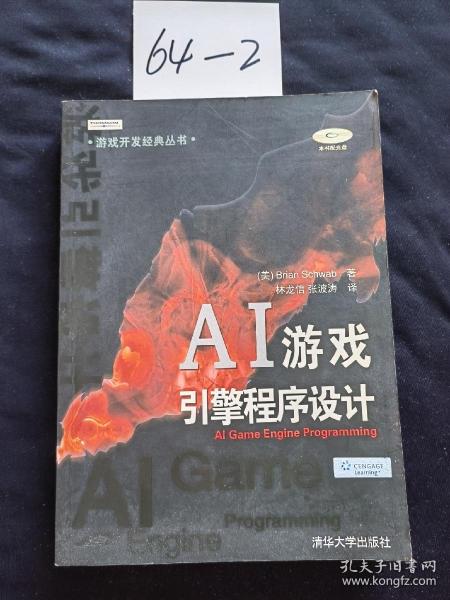 64-2
·游戏开发经典丛书·
本书配光盘
(美) Brian Schwab 著
林龙信 张波涛 译
AI游戏
引擎程序设计
AI Game Engine Programming
CENGAGE
Learning
AI Game
Programming
Engine
清华大学出版社
孔夫子旧书网
www.kongfz.com